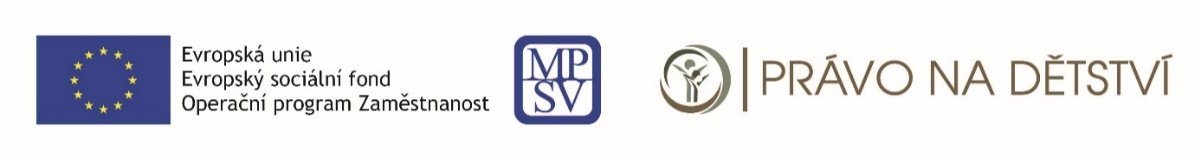 Evropská unie
Evropský sociální fond
Operační program Zaměstnanost
MP
SV
PRÁVO NA DĚTSTVÍ